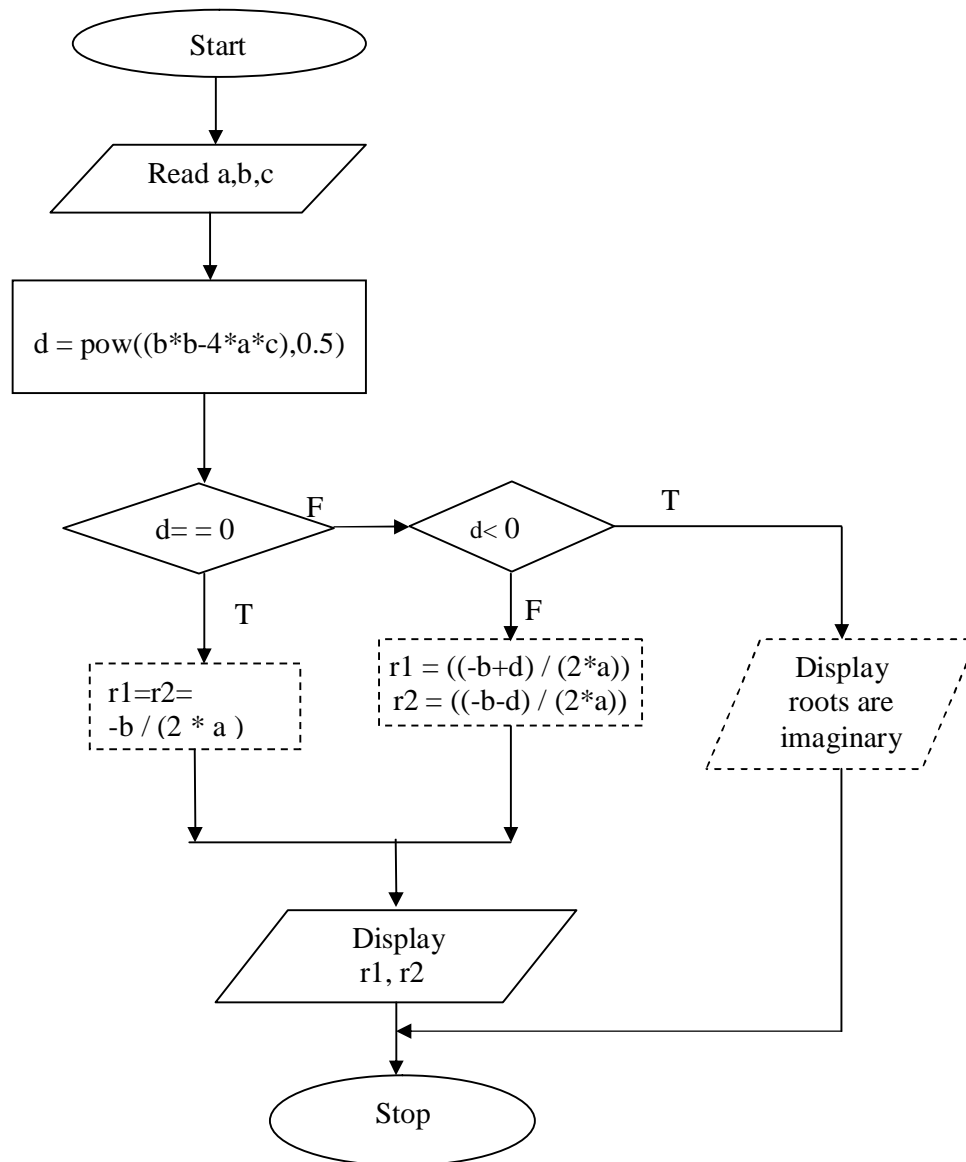 Start
Read a,b,c
d = pow((b*b-4*a*c),0.5)
d= = 0
F
d< 0
T
T
F
r1=r2=
-b / (2 * a )
r1 = ((-b+d) / (2*a))
r2 = ((-b-d) / (2*a))
Display
roots are
imaginary
Display
r1, r2
Stop